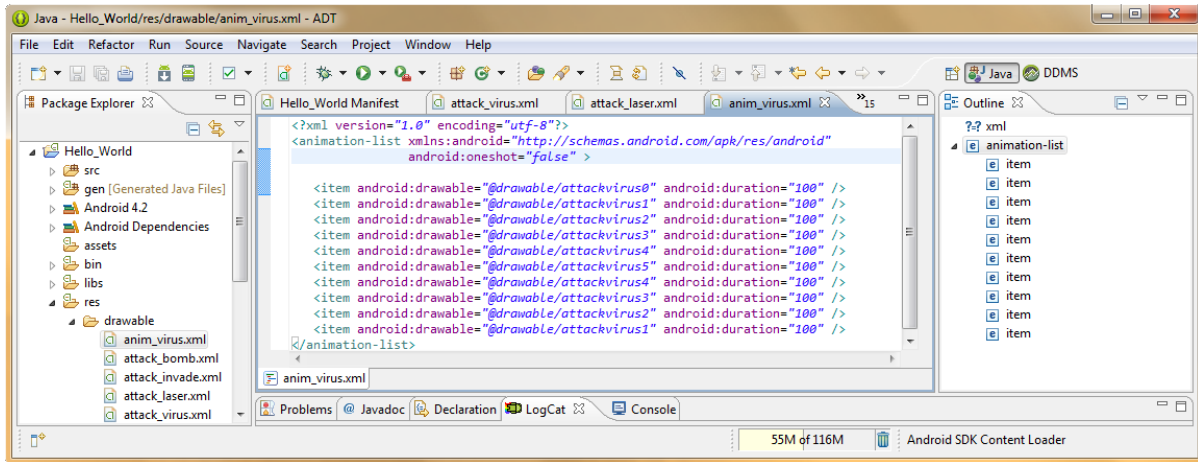 Java - Hello_World/res/drawable/anim_virus.xml - ADT
File Edit Refactor Run Source Navigate Search Project Window Help
Java DDMS
Package Explorer
Hello_World
src
gen [Generated Java Files]
Android 4.2
Android Dependencies
assets
bin
libs
res
drawable
anim_virus.xml
attack_bomb.xml
attack_invade.xml
attack_laser.xml
attack_virus.xml
Hello_World Manifest attack_virus.xml attack_laser.xml anim_virus.xml »15
<?xml version="1.0" encoding="utf-8"?>
<animation-list xmlns:android="http://schemas.android.com/apk/res/android"
android:oneshot="false" >
<item android:drawable="@drawable/attackvirus0" android:duration="100" />
<item android:drawable="@drawable/attackvirus1" android:duration="100" />
<item android:drawable="@drawable/attackvirus2" android:duration="100" />
<item android:drawable="@drawable/attackvirus3" android:duration="100" />
<item android:drawable="@drawable/attackvirus4" android:duration="100" />
<item android:drawable="@drawable/attackvirus5" android:duration="100" />
<item android:drawable="@drawable/attackvirus4" android:duration="100" />
<item android:drawable="@drawable/attackvirus3" android:duration="100" />
<item android:drawable="@drawable/attackvirus2" android:duration="100" />
<item android:drawable="@drawable/attackvirus1" android:duration="100" />
</animation-list>
anim_virus.xml
Outline
?=? xml
e animation-list
e item
e item
e item
e item
e item
e item
e item
e item
e item
e item
Problems @ Javadoc Declaration LogCat Console
55M of 116M Android SDK Content Loader